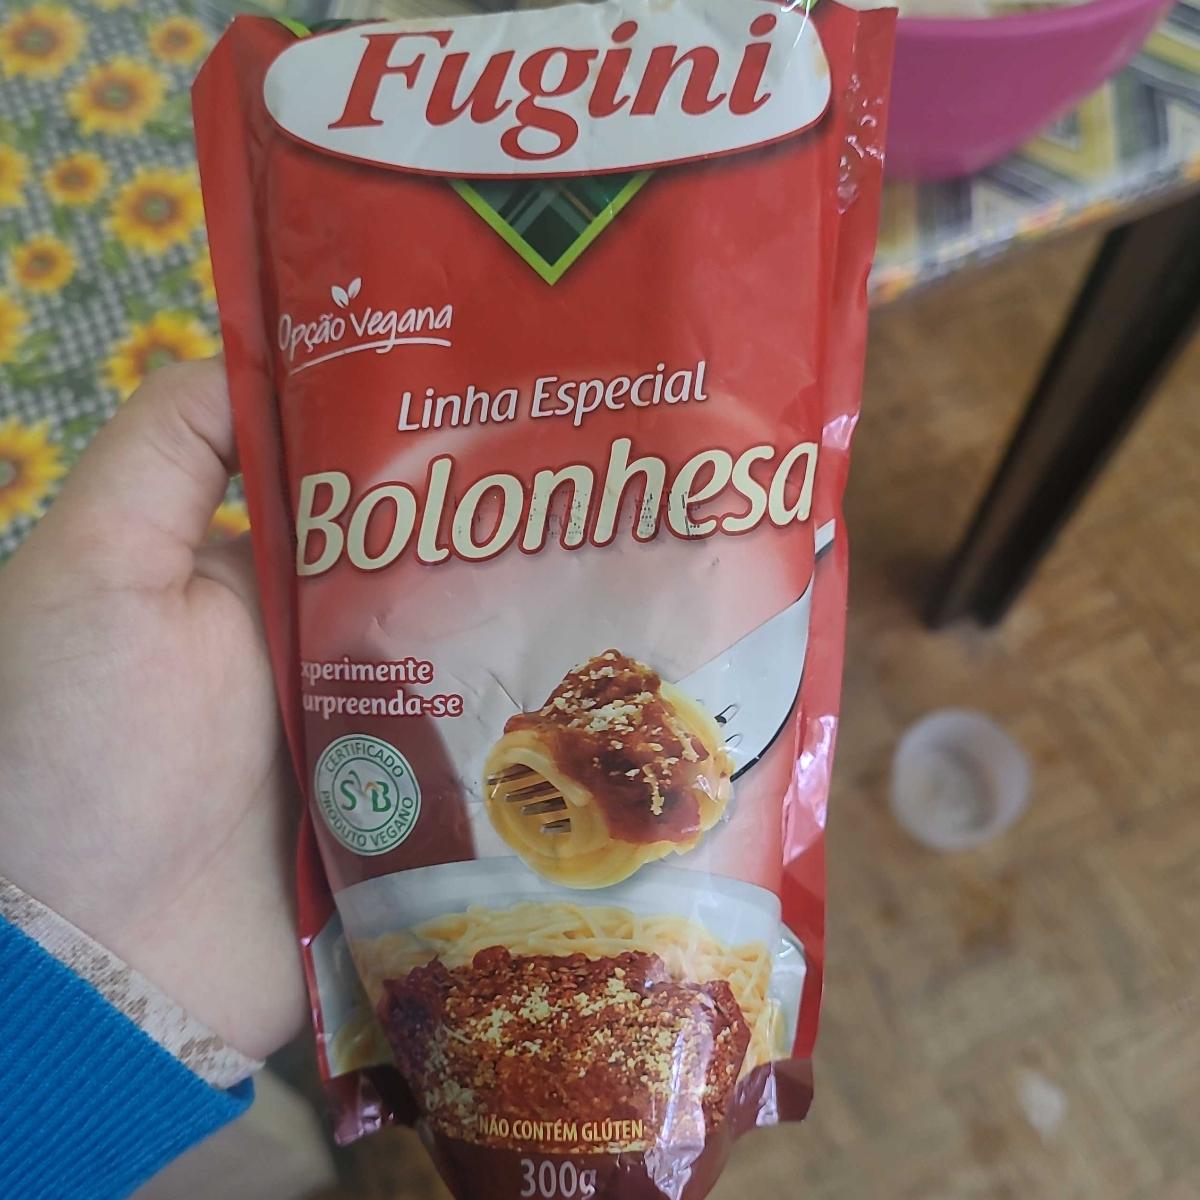 Fugini
Opção Vegana
Linha Especial
Bolonhesa
xperimente
urpreenda-se
CERTIFICADO
SVB
PRODUTO VEGANO
NÃO CONTÉM GLÚTEN
300g